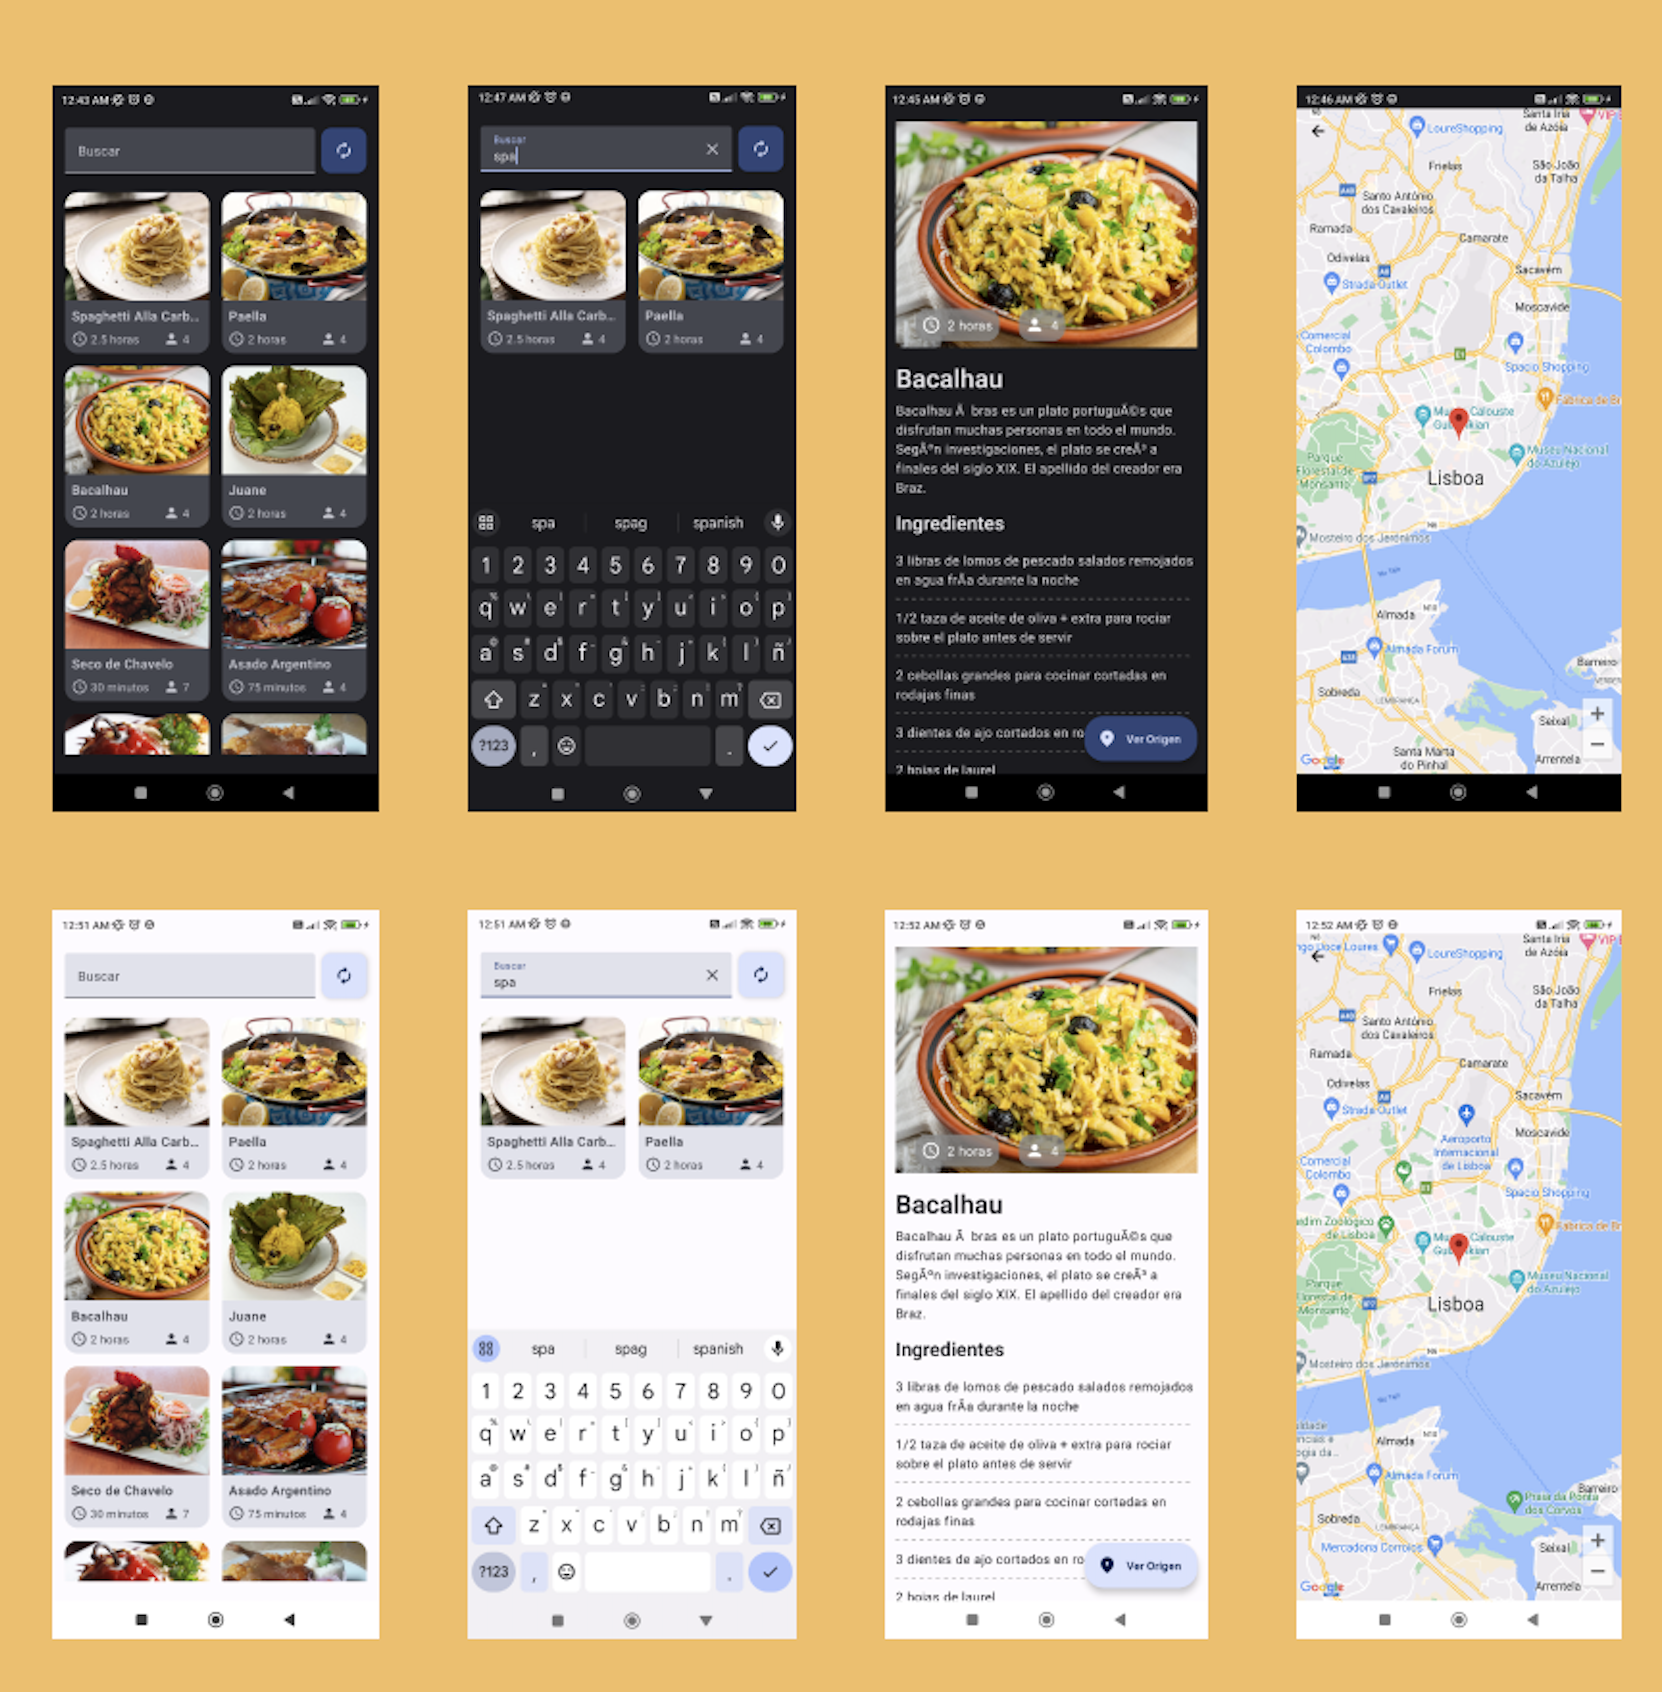 12:43 AM
Buscar
Spaghetti Alla Carb...
2.5 horas
4
Paella
2 horas
4
Bacalhau
2 horas
4
Juane
2 horas
4
Seco de Chavelo
30 minutos
7
Asado Argentino
75 minutos
4
12:47 AM
Buscar
spa
Spaghetti Alla Carb...
2.5 horas
4
Paella
2 horas
4
spa
spag
spanish
1 2 3 4 5 6 7 8 9 0
q w e r t y u i o p
a s d f g h j k l ñ
z x c v b n m
?123 , .
12:45 AM
2 horas
4
Bacalhau
Bacalhau Ã bras es un plato portuguÃ©s que
disfrutan muchas personas en todo el mundo.
SegÃºn investigaciones, el plato se creÃ³ a
finales del siglo XIX. El apellido del creador era
Braz.
Ingredientes
3 libras de lomos de pescado salados remojados
en agua frÃa durante la noche
1/2 taza de aceite de oliva + extra para rociar
sobre el plato antes de servir
2 cebollas grandes para cocinar cortadas en
rodajas finas
3 dientes de ajo cortados en ro
Ver Origen
2 hojas de laurel
12:46 AM
Santa Iria
de Azóia
VIP
LoureShopping
Frielas
São João
da Talha
Santo António
dos Cavaleiros
Ramada
Camarate
Odivelas
Sacavém
Strada Outlet
Moscavide
Comercial
Colombo
E1
Spacio Shopping
Fábrica de
Calouste
Museu Nacional
do Azulejo
Parque
Florestal de
Monsanto
Lisboa
Mosteiro dos Jerónimos
Almada
Almada Forum
Barreiro
Sobreda
Seixal
+
−
Santa Marta
do Pinhal
Arrentela
Google
12:51 AM
Buscar
Spaghetti Alla Carb...
2.5 horas
4
Paella
2 horas
4
Bacalhau
2 horas
4
Juane
2 horas
4
Seco de Chavelo
30 minutos
7
Asado Argentino
75 minutos
4
12:51 AM
Buscar
spa
Spaghetti Alla Carb...
2.5 horas
4
Paella
2 horas
4
spa
spag
spanish
1 2 3 4 5 6 7 8 9 0
q w e r t y u i o p
a s d f g h j k l ñ
z x c v b n m
?123 , .
12:52 AM
2 horas
4
Bacalhau
Bacalhau Ã bras es un plato portuguÃ©s que
disfrutan muchas personas en todo el mundo.
SegÃºn investigaciones, el plato se creÃ³ a
finales del siglo XIX. El apellido del creador era
Braz.
Ingredientes
3 libras de lomos de pescado salados remojados
en agua frÃa durante la noche
1/2 taza de aceite de oliva + extra para rociar
sobre el plato antes de servir
2 cebollas grandes para cocinar cortadas en
rodajas finas
3 dientes de ajo cortados en ro
Ver Origen
2 hojas de laurel
12:52 AM
Santa Iria
de Azóia
VIP
Loures
LoureShopping
Frielas
São João
da Talha
Santo António
dos Cavaleiros
Ramada
Camarate
Odivelas
Sacavém
Strada Outlet
Aeroporto
Internacional
de Lisboa
Moscavide
Comercial
Colombo
Spacio Shopping
Zoológico
de Lisboa
Fábrica de
Calouste
Museu Nacional
do Azulejo
Parque
Florestal de
Monsanto
Lisboa
Mosteiro dos Jerónimos
Almada
Almada Forum
Barreiro
Praia da Ponta
dos Corvos
Sobreda
Mercadona Corroios
Seixal
+
−
Arrentela
Google